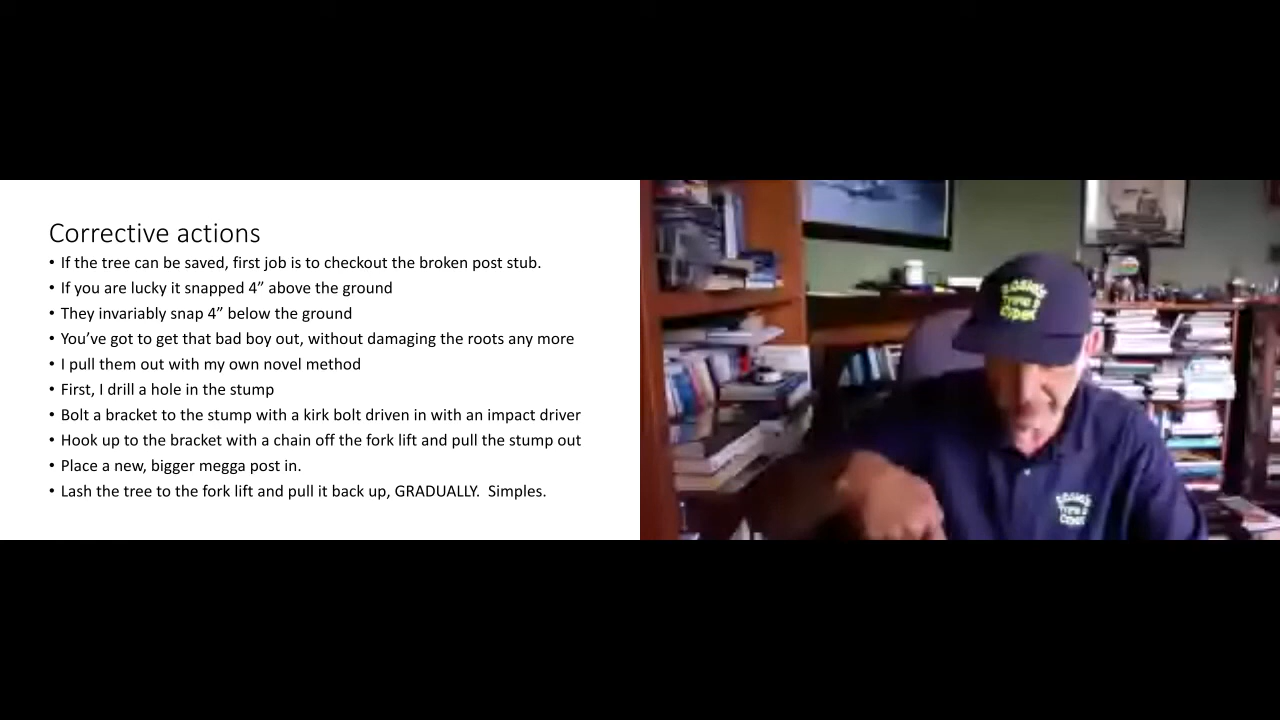 Corrective actions
• If the tree can be saved, first job is to checkout the broken post stub.
• If you are lucky it snapped 4” above the ground
• They invariably snap 4” below the ground
• You’ve got to get that bad boy out, without damaging the roots any more
• I pull them out with my own novel method
• First, I drill a hole in the stump
• Bolt a bracket to the stump with a kirk bolt driven in with an impact driver
• Hook up to the bracket with a chain off the fork lift and pull the stump out
• Place a new, bigger megga post in.
• Lash the tree to the fork lift and pull it back up, GRADUALLY.  Simples.